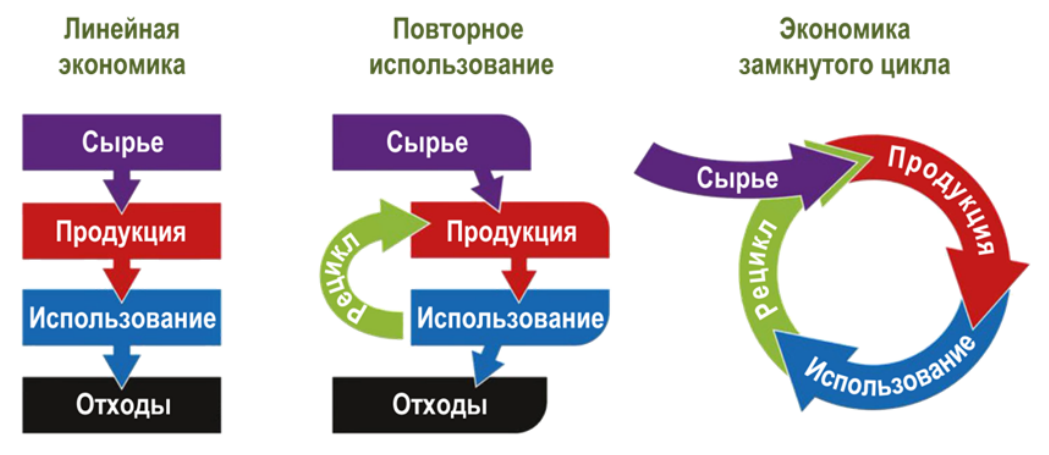 Линейная
экономика
Сырье
Продукция
Использование
Отходы
Повторное
использование
Сырье
Рецикл
Продукция
Использование
Отходы
Экономика
замкнутого цикла
Сырье
Продукция
Использование
Рецикл